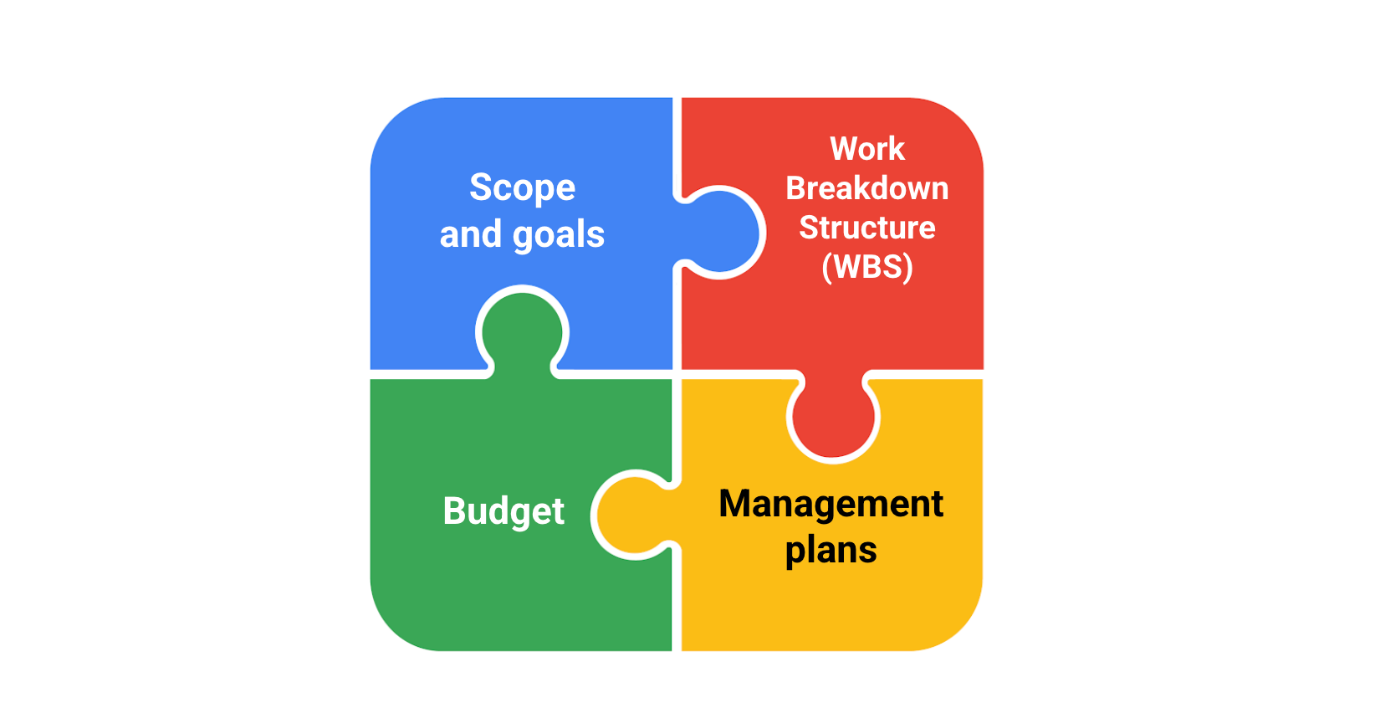 Scope
and goals
Work
Breakdown
Structure
(WBS)
Budget
Management
plans